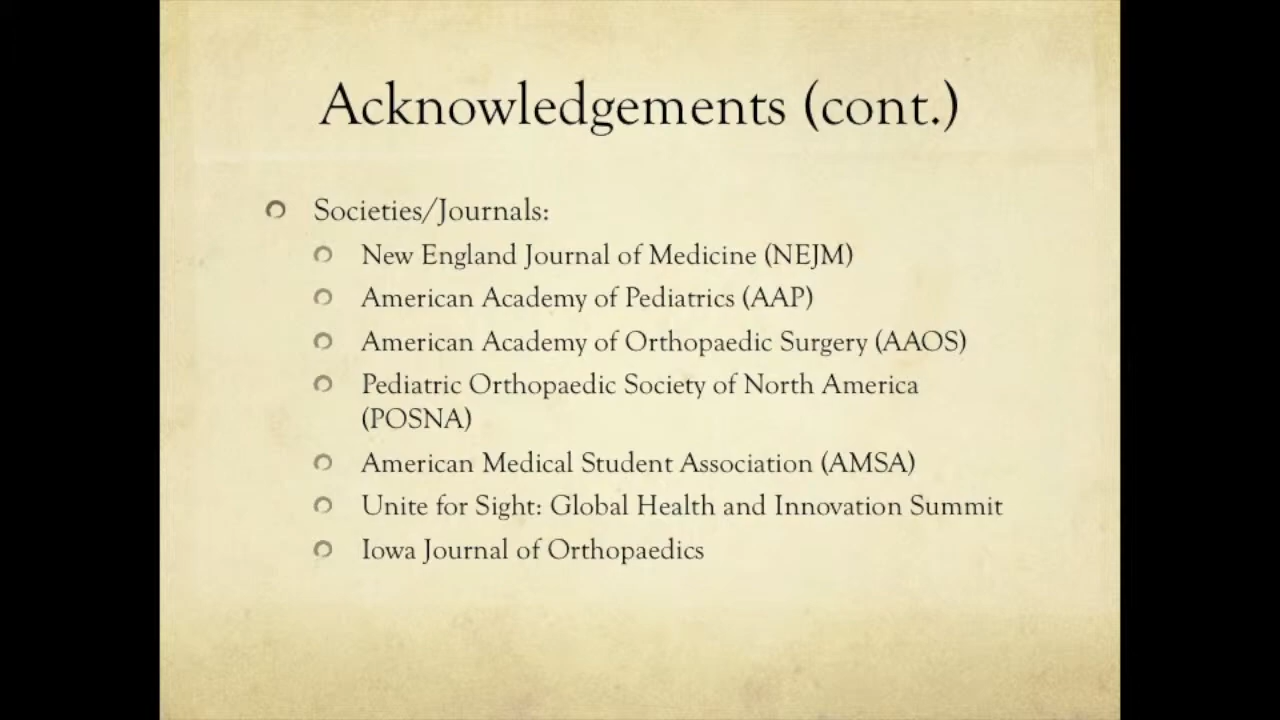 Acknowledgements (cont.)
Societies/Journals:
New England Journal of Medicine (NEJM)
American Academy of Pediatrics (AAP)
American Academy of Orthopaedic Surgery (AAOS)
Pediatric Orthopaedic Society of North America
(POSNA)
American Medical Student Association (AMSA)
Unite for Sight: Global Health and Innovation Summit
Iowa Journal of Orthopaedics